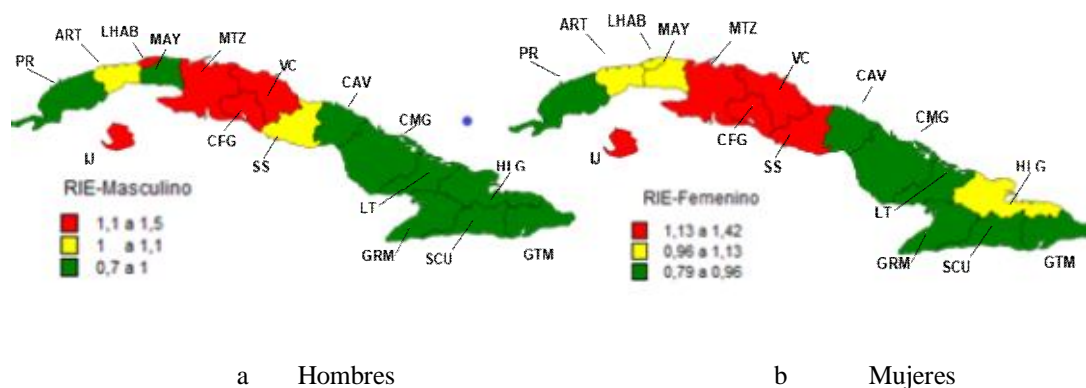 PR ART LHAB MAY MTZ VC CAV CMG HLG IJ CFG SS LT GRM SCU GTM
RIE-Masculino
1,1 a 1,5
1 a 1,1
0,7 a 1
PR ART LHAB MAY MTZ VC CAV CMG HLG IJ CFG SS LT GRM SCU GTM
RIE-Femenino
1,13 a 1,42
0,96 a 1,13
0,79 a 0,96
a Hombres
b Mujeres